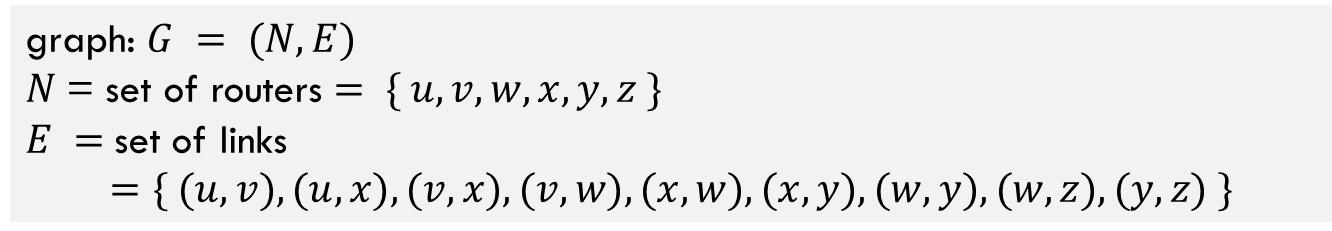 graph: G = (N, E)
N = set of routers = { u, v, w, x, y, z }
E = set of links
= { (u, v), (u, x), (v, x), (v, w), (x, w), (x, y), (w, y), (w, z), (y, z) }